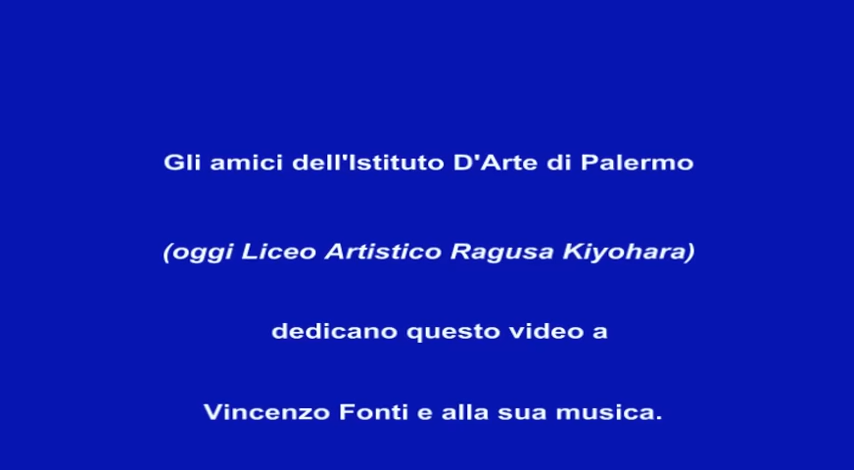 Gli amici dell'Istituto D'Arte di Palermo
(oggi Liceo Artistico Ragusa Kiyohara)
dedicano questo video a
Vincenzo Fonti e alla sua musica.